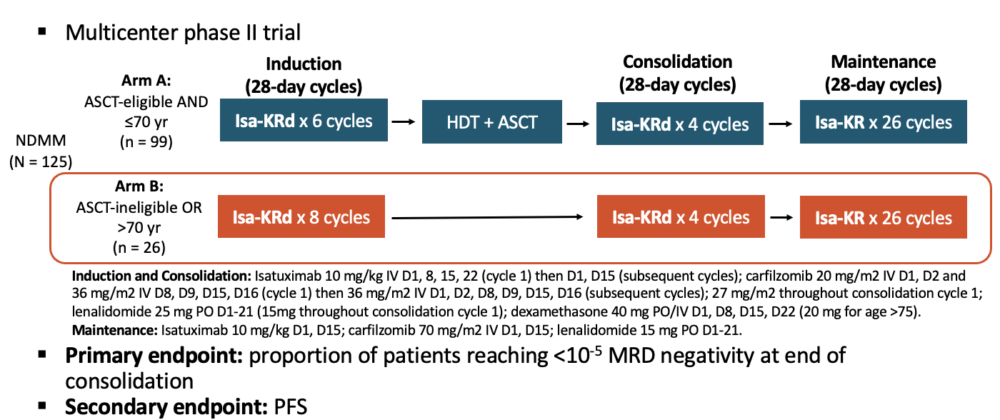 ▪ Multicenter phase II trial
NDMM
(N = 125)
Arm A:
ASCT-eligible AND
≤70 yr
(n = 99)
Induction
(28-day cycles)
Isa-KRd x 6 cycles
HDT + ASCT
Consolidation
(28-day cycles)
Isa-KRd x 4 cycles
Maintenance
(28-day cycles)
Isa-KR x 26 cycles
Arm B:
ASCT-ineligible OR
>70 yr
(n = 26)
Isa-KRd x 8 cycles
Isa-KRd x 4 cycles
Isa-KR x 26 cycles
Induction and Consolidation: Isatuximab 10 mg/kg IV D1, 8, 15, 22 (cycle 1) then D1, D15 (subsequent cycles); carfilzomib 20 mg/m2 IV D1, D2 and
36 mg/m2 IV D8, D9, D15, D16 (cycle 1) then 36 mg/m2 IV D1, D2, D8, D9, D15, D16 (subsequent cycles); 27 mg/m2 throughout consolidation cycle 1;
lenalidomide 25 mg PO D1-21 (15mg throughout consolidation cycle 1); dexamethasone 40 mg PO/IV D1, D8, D15, D22 (20 mg for age >75).
Maintenance: Isatuximab 10 mg/kg D1, D15; carfilzomib 70 mg/m2 IV D1, D15; lenalidomide 15 mg PO D1-21.
▪ Primary endpoint: proportion of patients reaching <10⁻⁵ MRD negativity at end of
consolidation
▪ Secondary endpoint: PFS